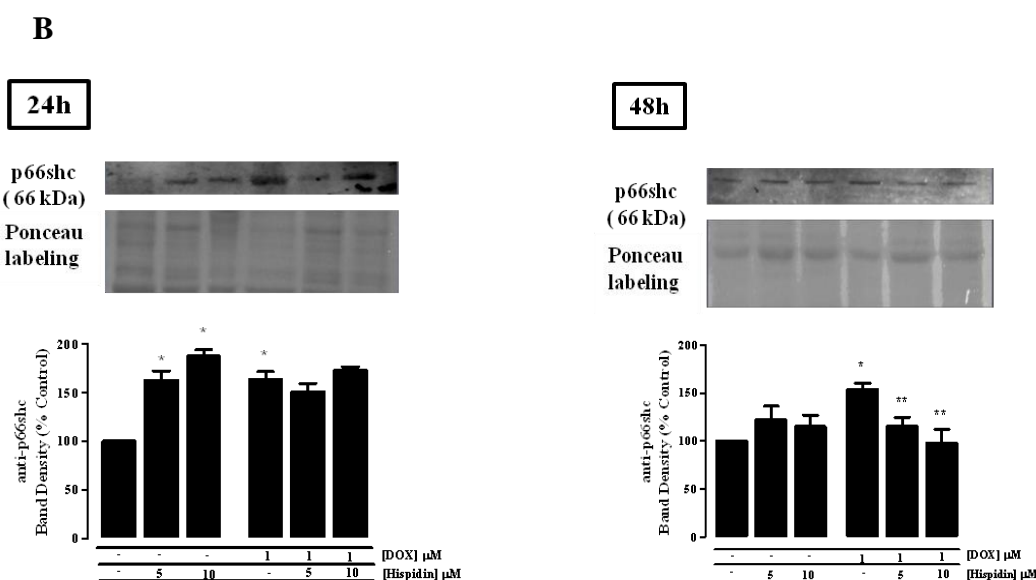 B
24h
48h
p66shc
( 66 kDa)
Ponceau
labeling
p66shc
( 66 kDa)
Ponceau
labeling
anti-p66shc
Band Density (% Control)
200
150
100
50
0
* * *
- - - 1 1 1 [DOX] μM
- 5 10 - 5 10 [Hispidin] μM
anti-p66shc
Band Density (% Control)
200
150
100
50
0
* ** **
- - - 1 1 1 [DOX] μM
- 5 10 - 5 10 [Hispidin] μM